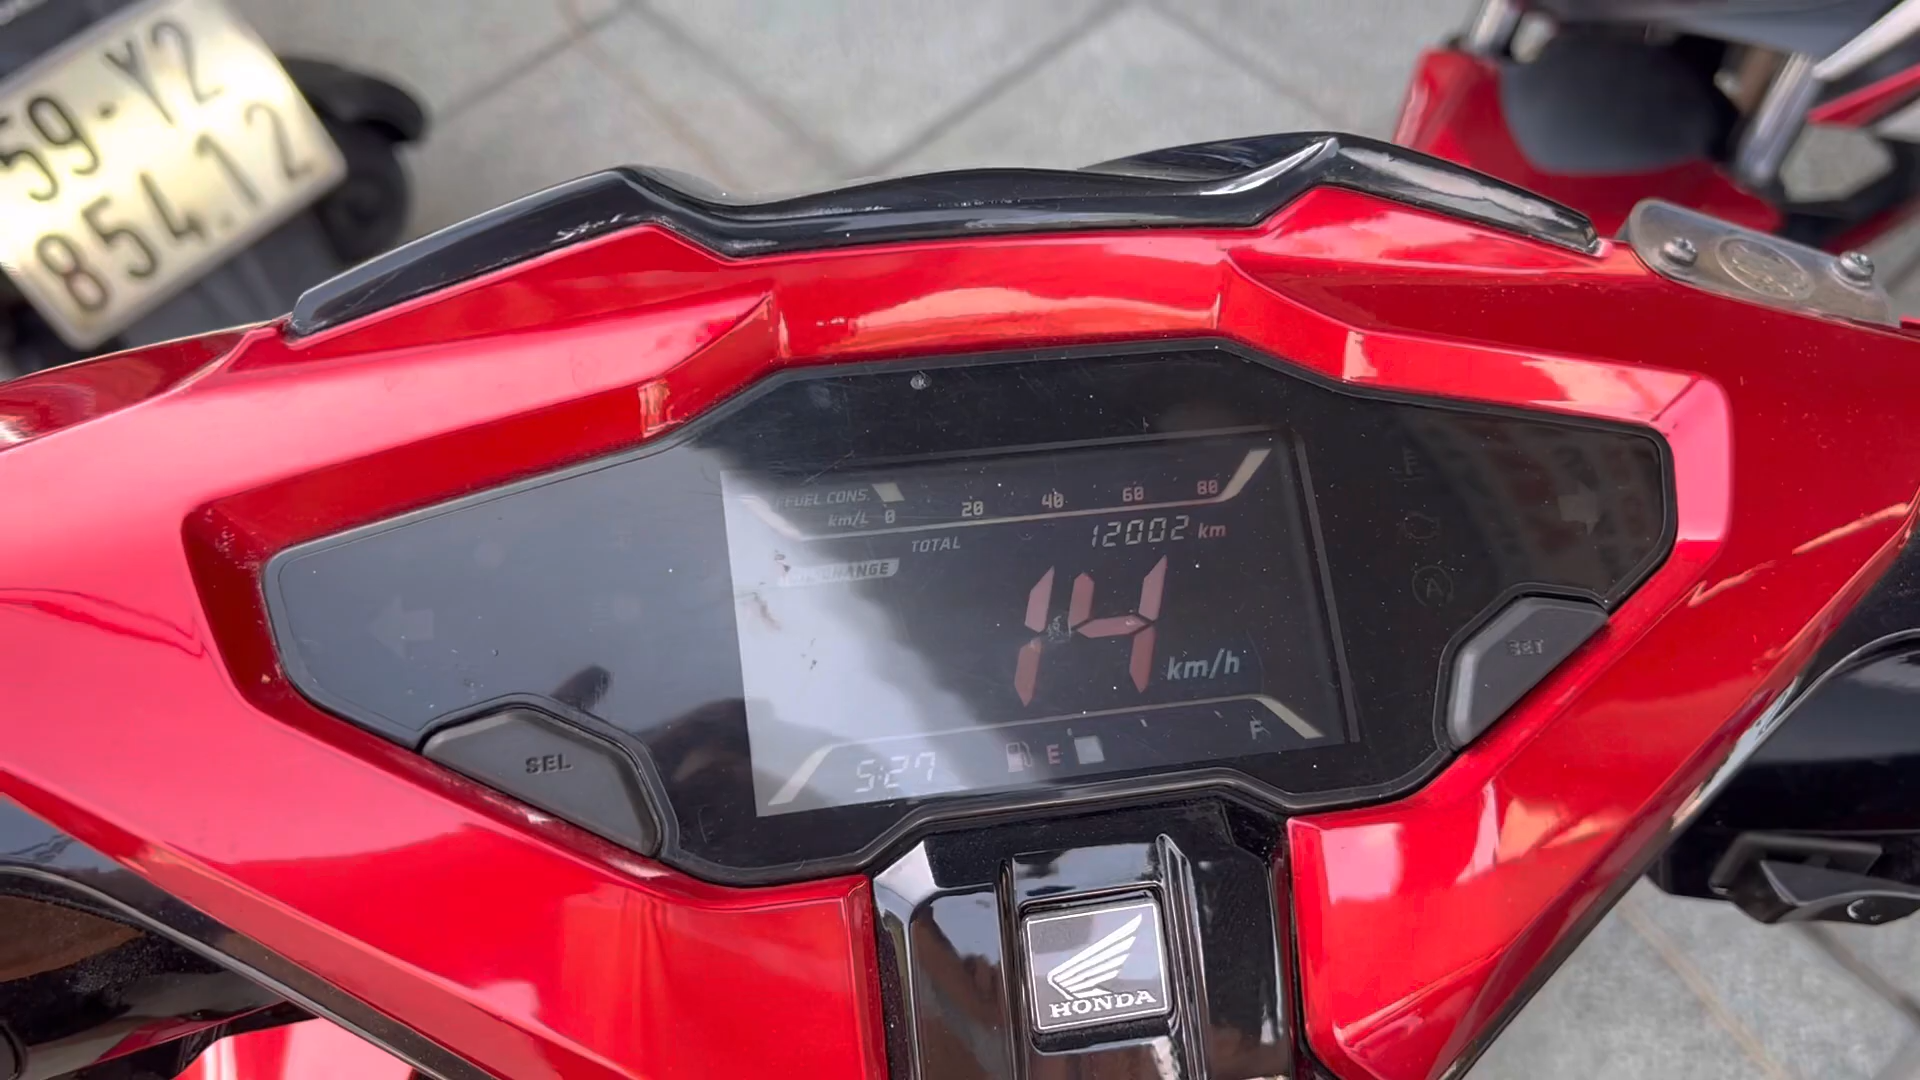 59-Y2
854.12
FUEL CONS.
km/L 0 20 40 60 80
TOTAL 12002 km
14
km/h
5:27 E F
SEL
SET
A
HONDA